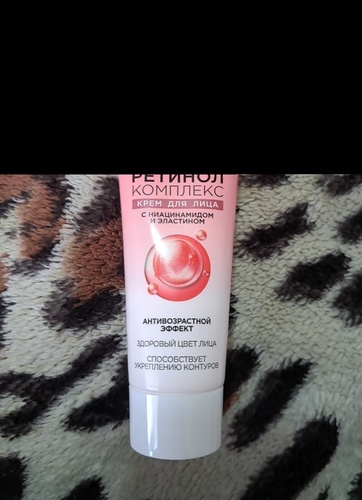 РЕТИНОЛ
КОМПЛЕКС
КРЕМ ДЛЯ ЛИЦА
С НИАЦИНАМИДОМ
И ЭЛАСТИНОМ
АНТИВОЗРАСТНОЙ
ЭФФЕКТ
ЗДОРОВЫЙ ЦВЕТ ЛИЦА
СПОСОБСТВУЕТ
УКРЕПЛЕНИЮ КОНТУРОВ